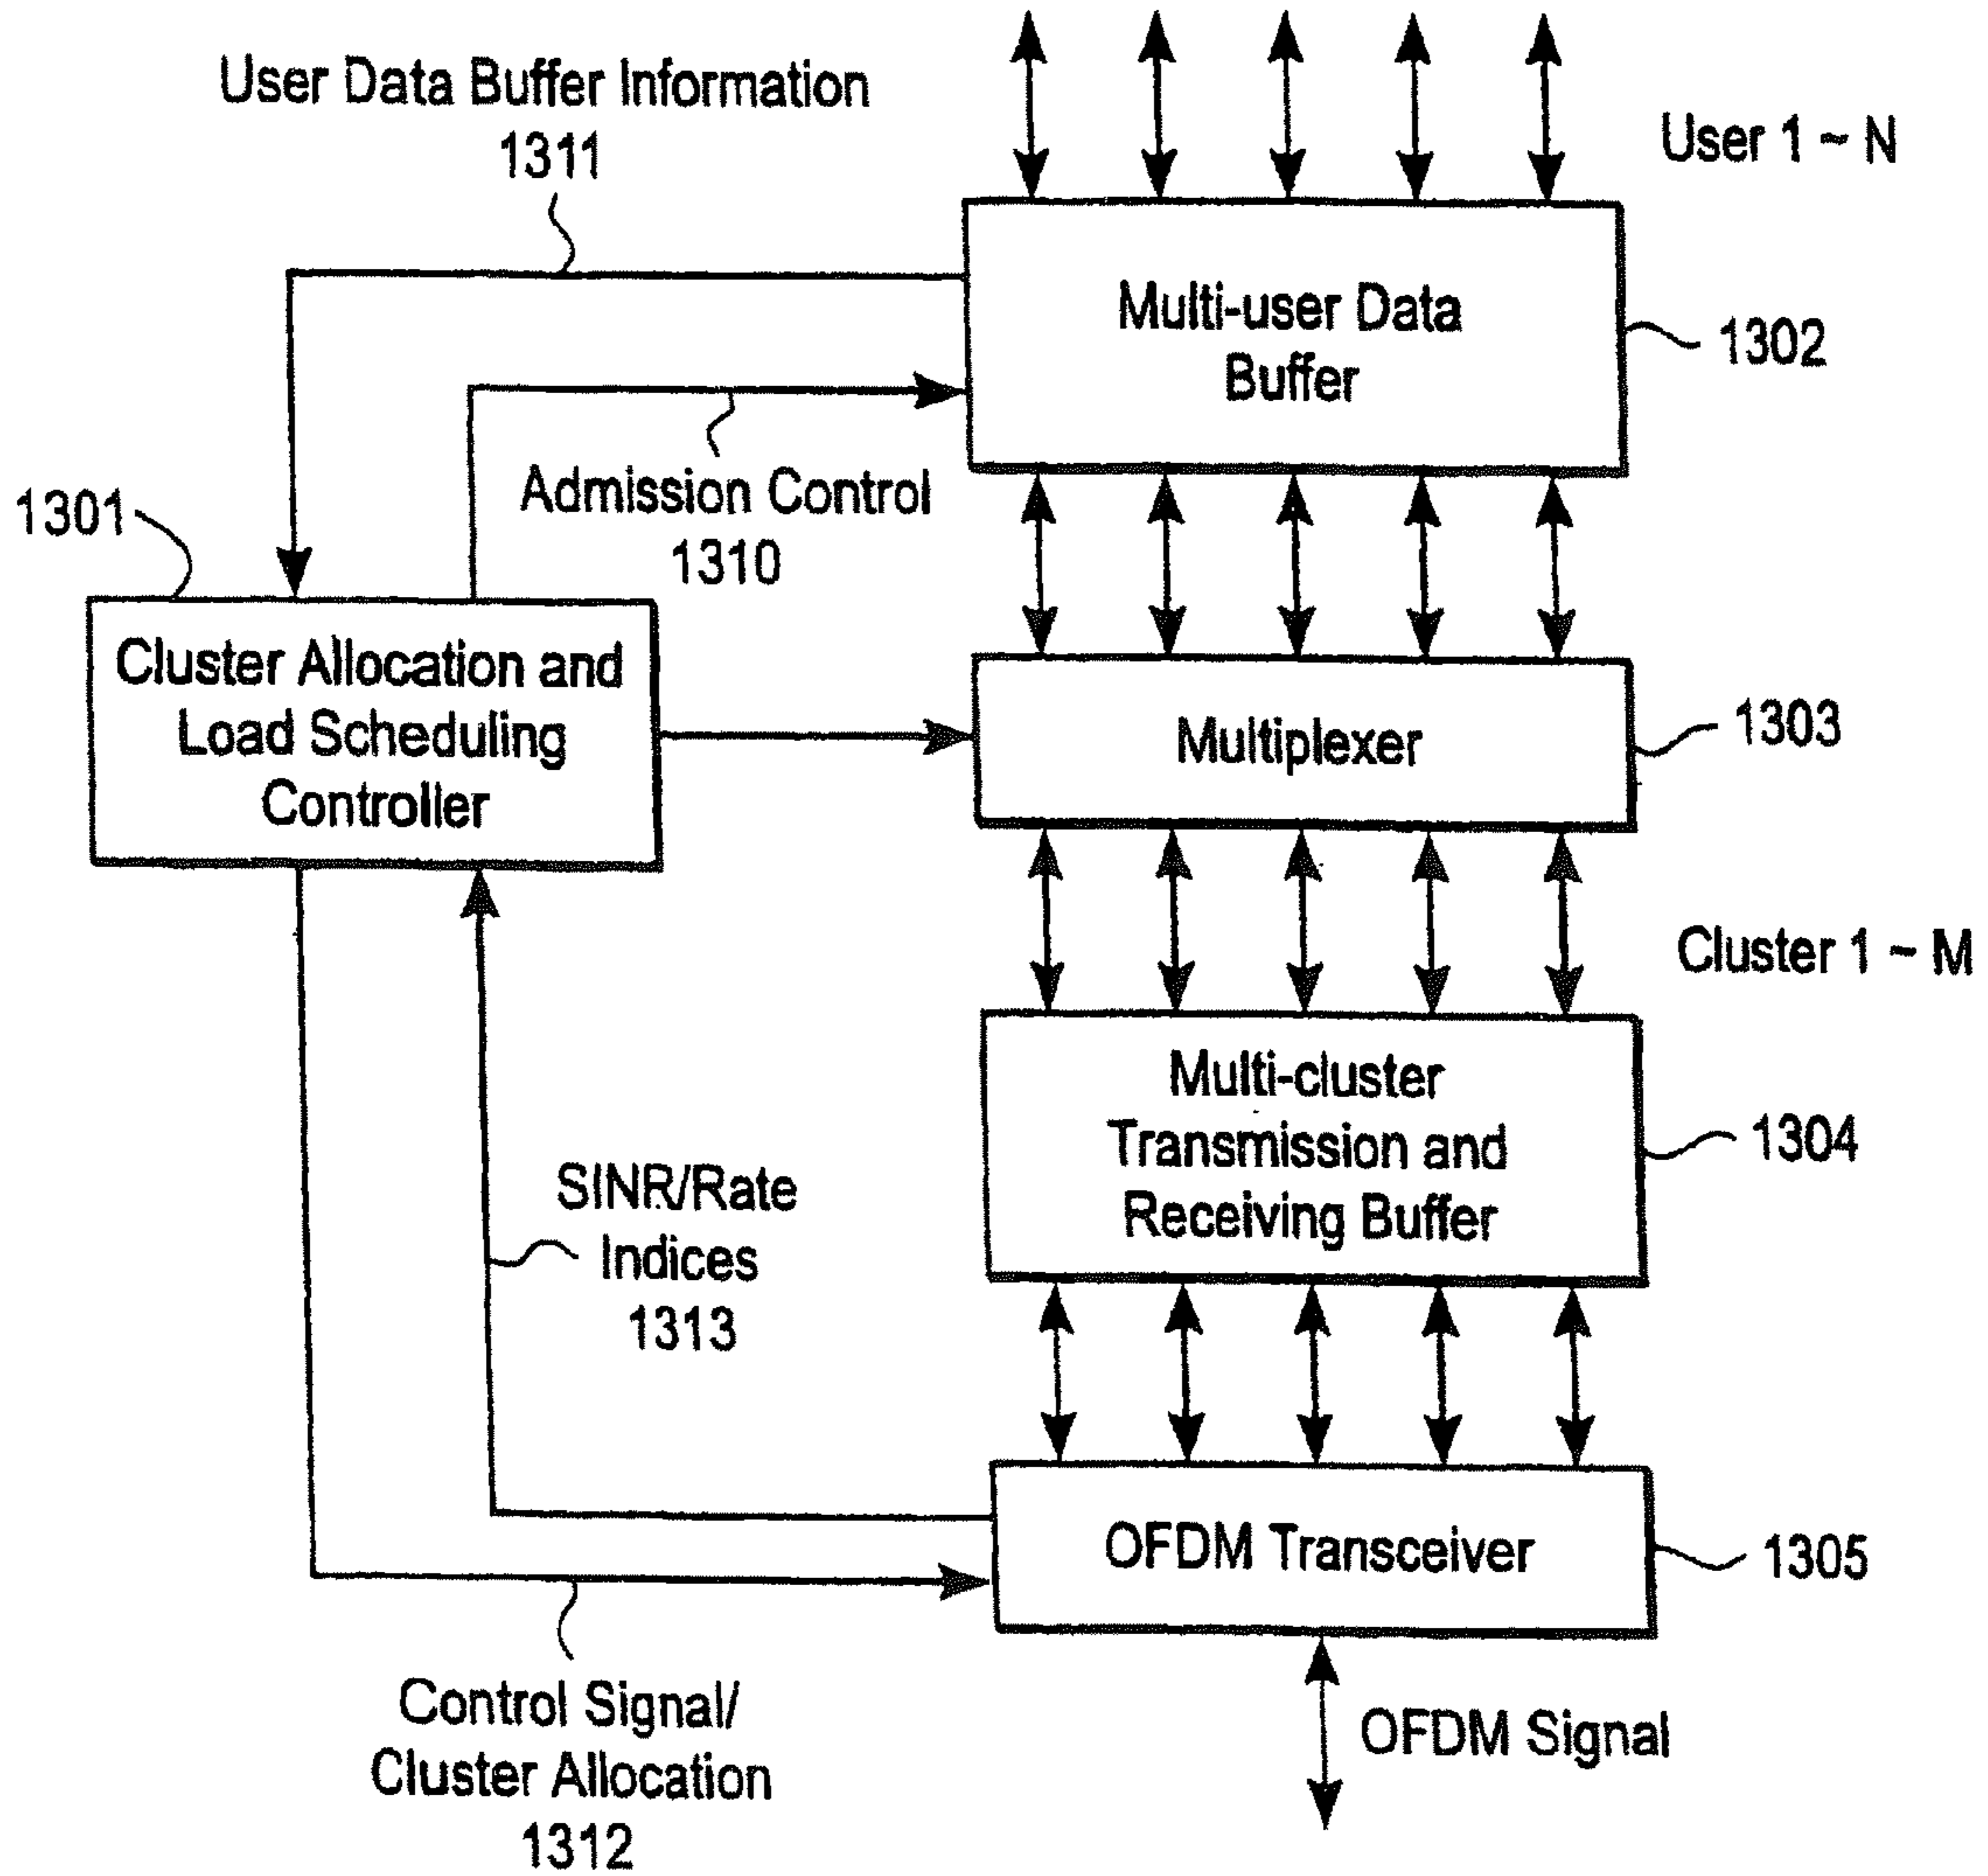 User Data Buffer Information
1311
User 1 ~ N
Multi-user Data
Buffer
1302
Admission Control
1310
1301
Cluster Allocation and
Load Scheduling
Controller
Multiplexer
1303
Cluster 1 ~ M
Multi-cluster
Transmission and
Receiving Buffer
1304
SINR/Rate
Indices
1313
OFDM Transceiver
1305
Control Signal/
Cluster Allocation
1312
OFDM Signal